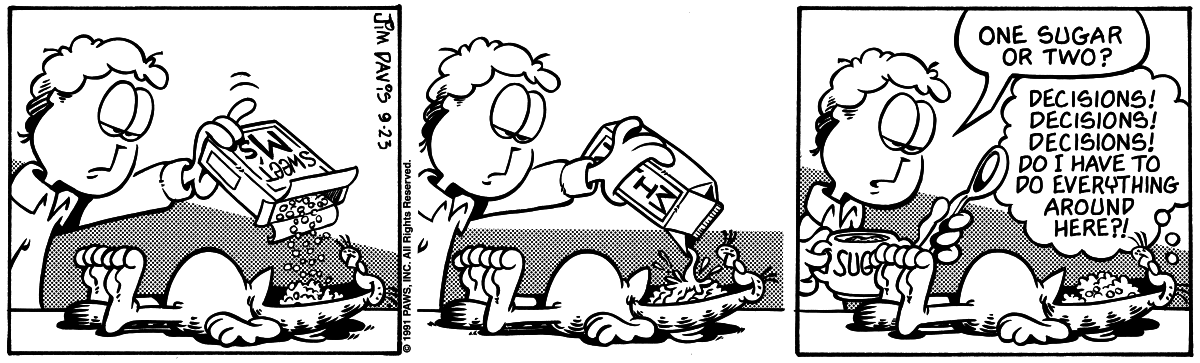 SWEET
M'S
JIM DAVIS 9-23
© 1991 PAWS, INC. All Rights Reserved.
ONE SUGAR
OR TWO?
DECISIONS!
DECISIONS!
DECISIONS!
DO I HAVE TO
DO EVERYTHING
AROUND
HERE?!
SUG